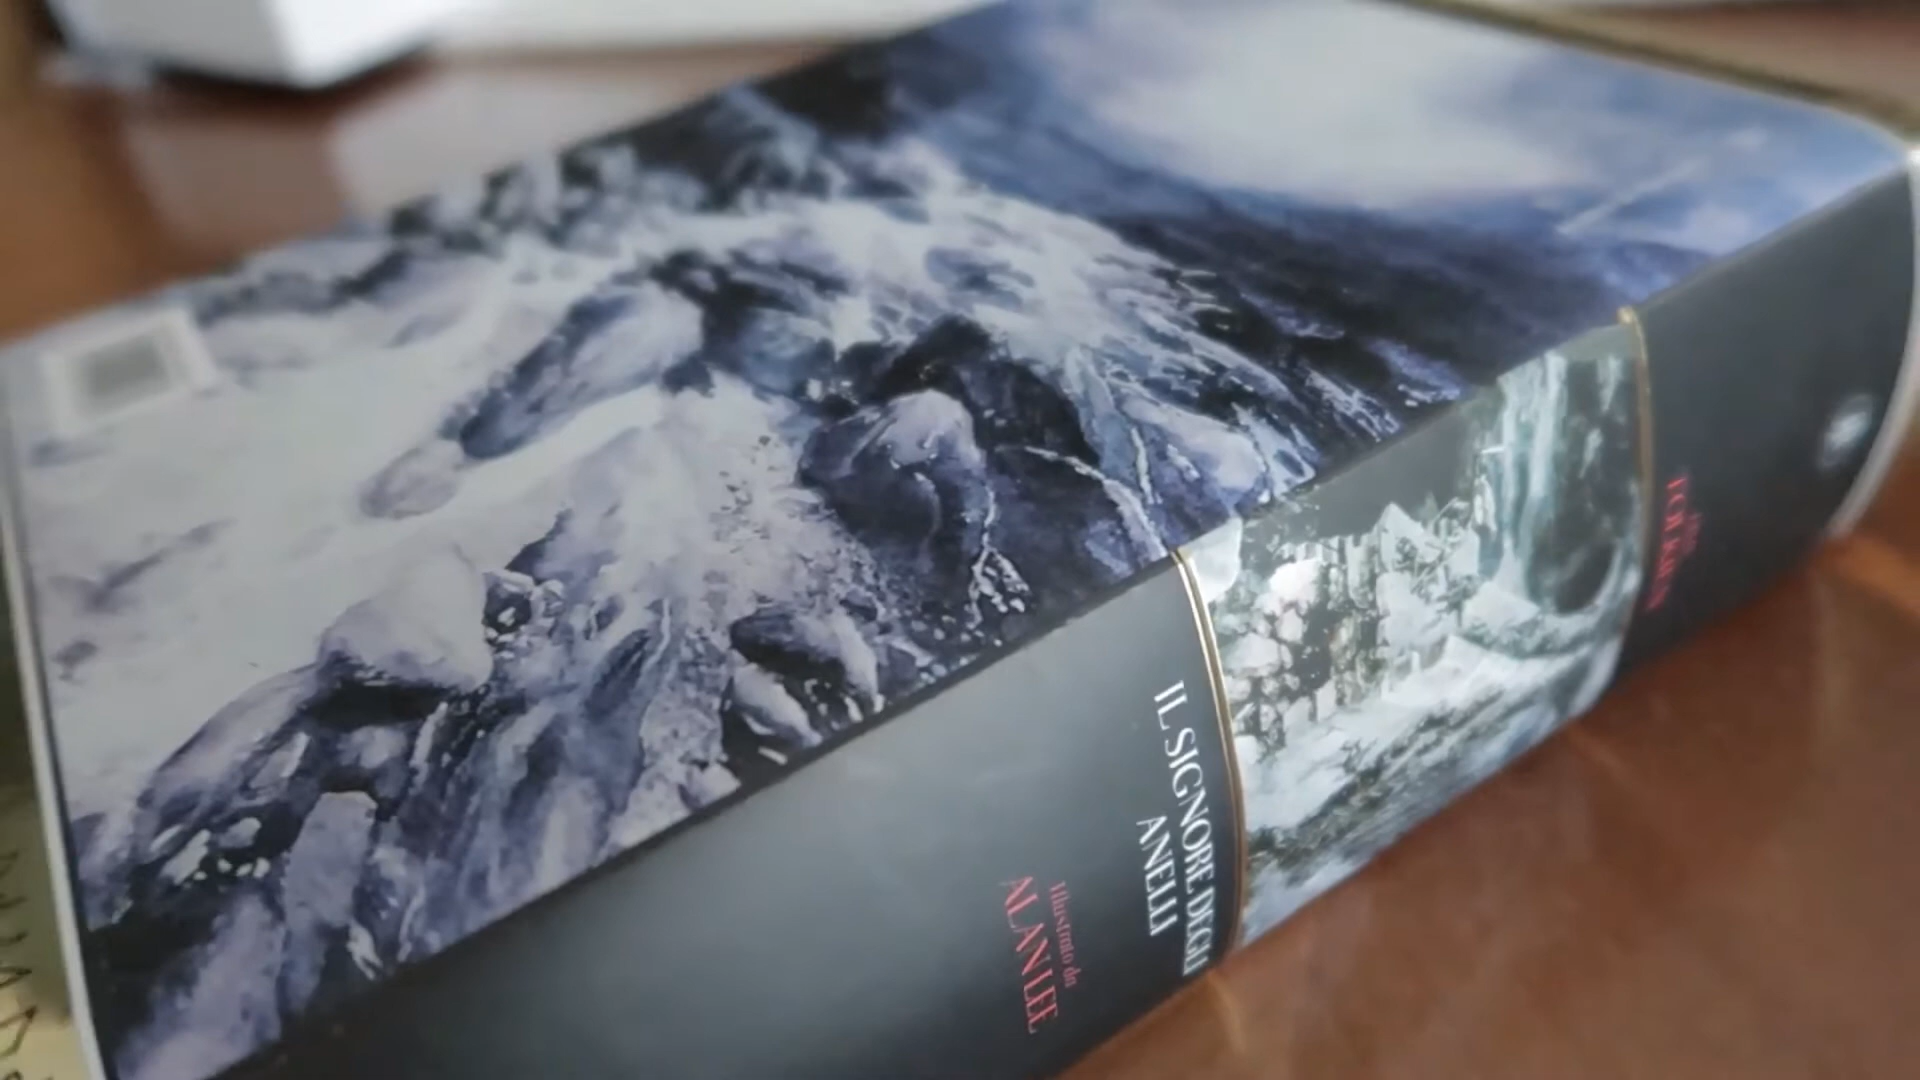 TOLKIEN
IL SIGNORE DEGLI
ANELLI
Illustrato da
ALAN LEE